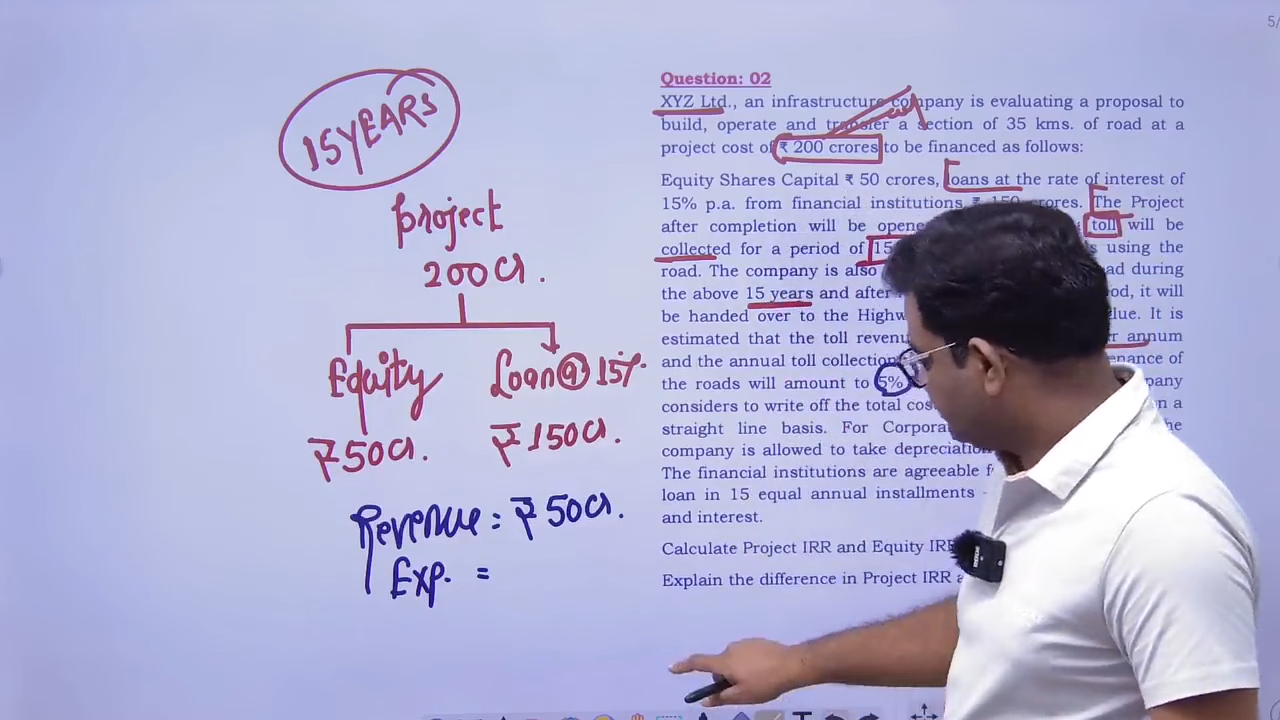 5/
15 YEARS
Project
200 Cr.
Equity Loan @ 15%
₹ 50 Cr. ₹ 150 Cr.
Revenue = ₹ 50 Cr.
Exp. =
Question: 02
XYZ Ltd., an infrastructure company is evaluating a proposal to
build, operate and transfer a section of 35 kms. of road at a
project cost of ₹ 200 crores to be financed as follows:
Equity Shares Capital ₹ 50 crores, loans at the rate of interest of
15% p.a. from financial institutions ₹ 150 crores. The Project
after completion will be opene toll will be
collected for a period of 15 using the
road. The company is also ad during
the above 15 years and after od, it will
be handed over to the Highw lue. It is
estimated that the toll revenu r annum
and the annual toll collection enance of
the roads will amount to 5% pany
considers to write off the total cos n a
straight line basis. For Corpora he
company is allowed to take depreciation
The financial institutions are agreeable f
loan in 15 equal annual installments -
and interest.
Calculate Project IRR and Equity IRR
Explain the difference in Project IRR a